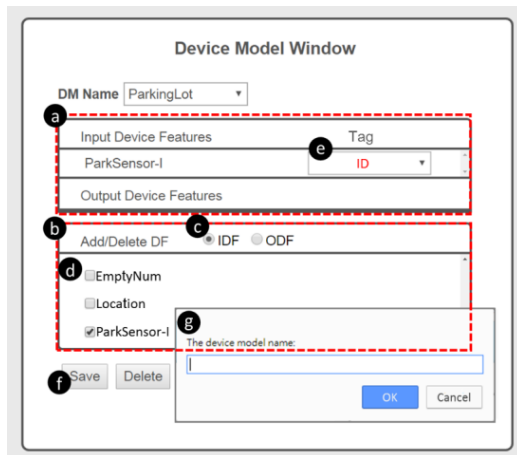 Device Model Window
DM Name ParkingLot
a
Input Device Features Tag
e
ParkSensor-I ID
Output Device Features
b
c
Add/Delete DF IDF ODF
d
EmptyNum
Location
g
ParkSensor-I
The device model name:
f
Save Delete
OK Cancel